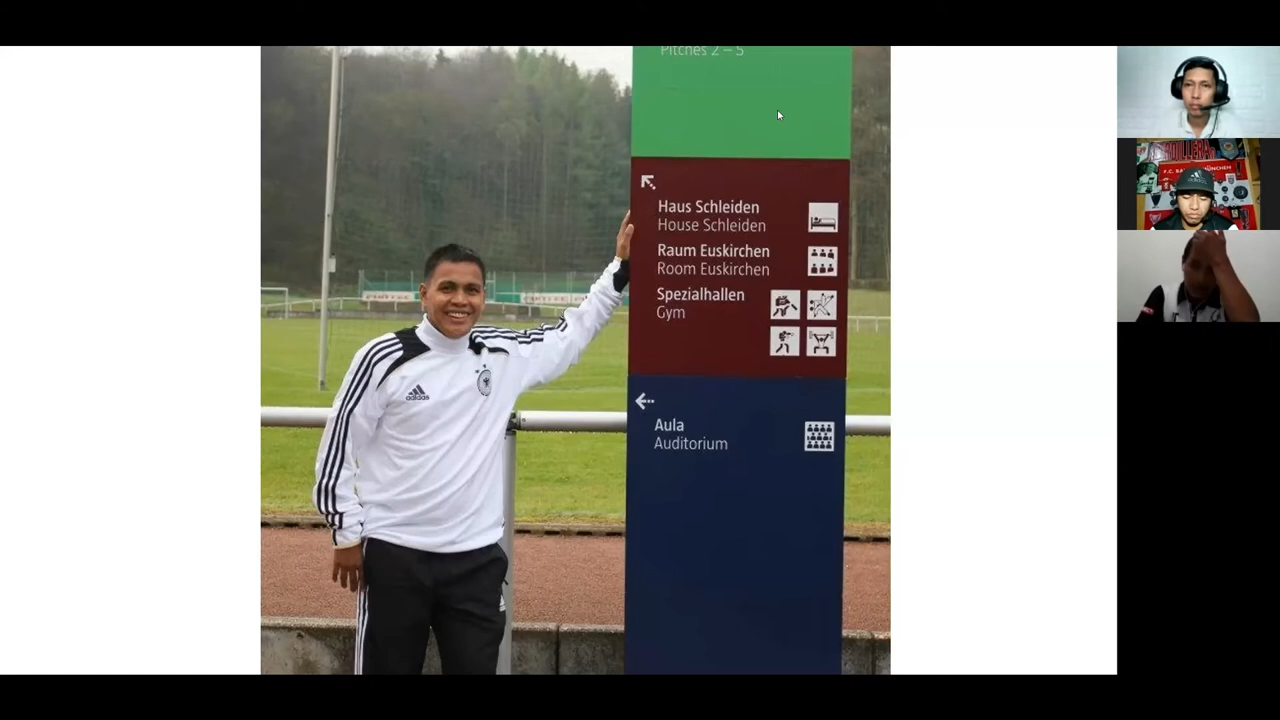 Pitches 2 – 5
Haus Schleiden
House Schleiden
Raum Euskirchen
Room Euskirchen
Spezialhallen
Gym
Aula
Auditorium
adidas